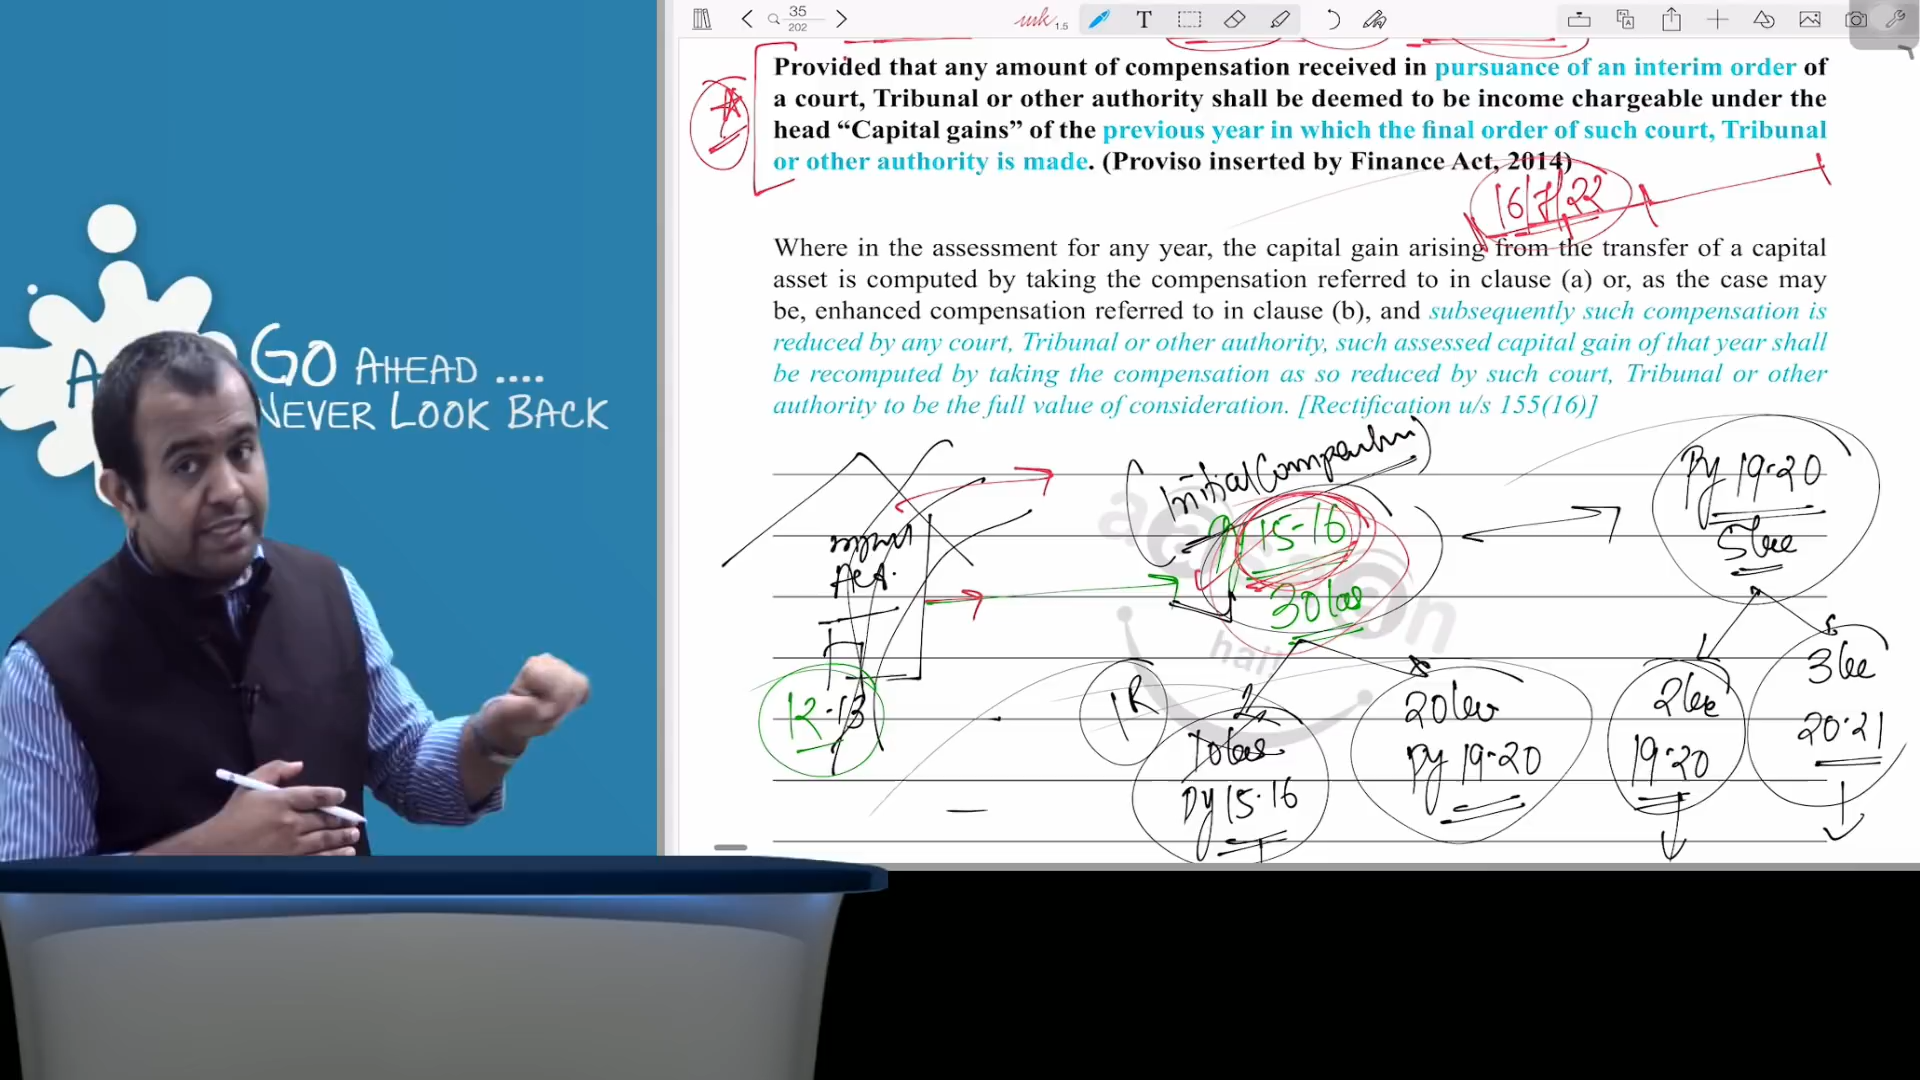 35
202
1.5
T
Provided that any amount of compensation received in pursuance of an interim order of
a court, Tribunal or other authority shall be deemed to be income chargeable under the
head “Capital gains” of the previous year in which the final order of such court, Tribunal
or other authority is made. (Proviso inserted by Finance Act, 2014)
16/7/22
Where in the assessment for any year, the capital gain arising from the transfer of a capital
asset is computed by taking the compensation referred to in clause (a) or, as the case may
be, enhanced compensation referred to in clause (b), and subsequently such compensation is
reduced by any court, Tribunal or other authority, such assessed capital gain of that year shall
be recomputed by taking the compensation as so reduced by such court, Tribunal or other
authority to be the full value of consideration. [Rectification u/s 155(16)]
GO AHEAD ....
NEVER LOOK BACK
Initial
Py 19-20
15-16
30 lac
12-13
20
Py 19-20
10
Py 15-16
2
19-20
3
20-21